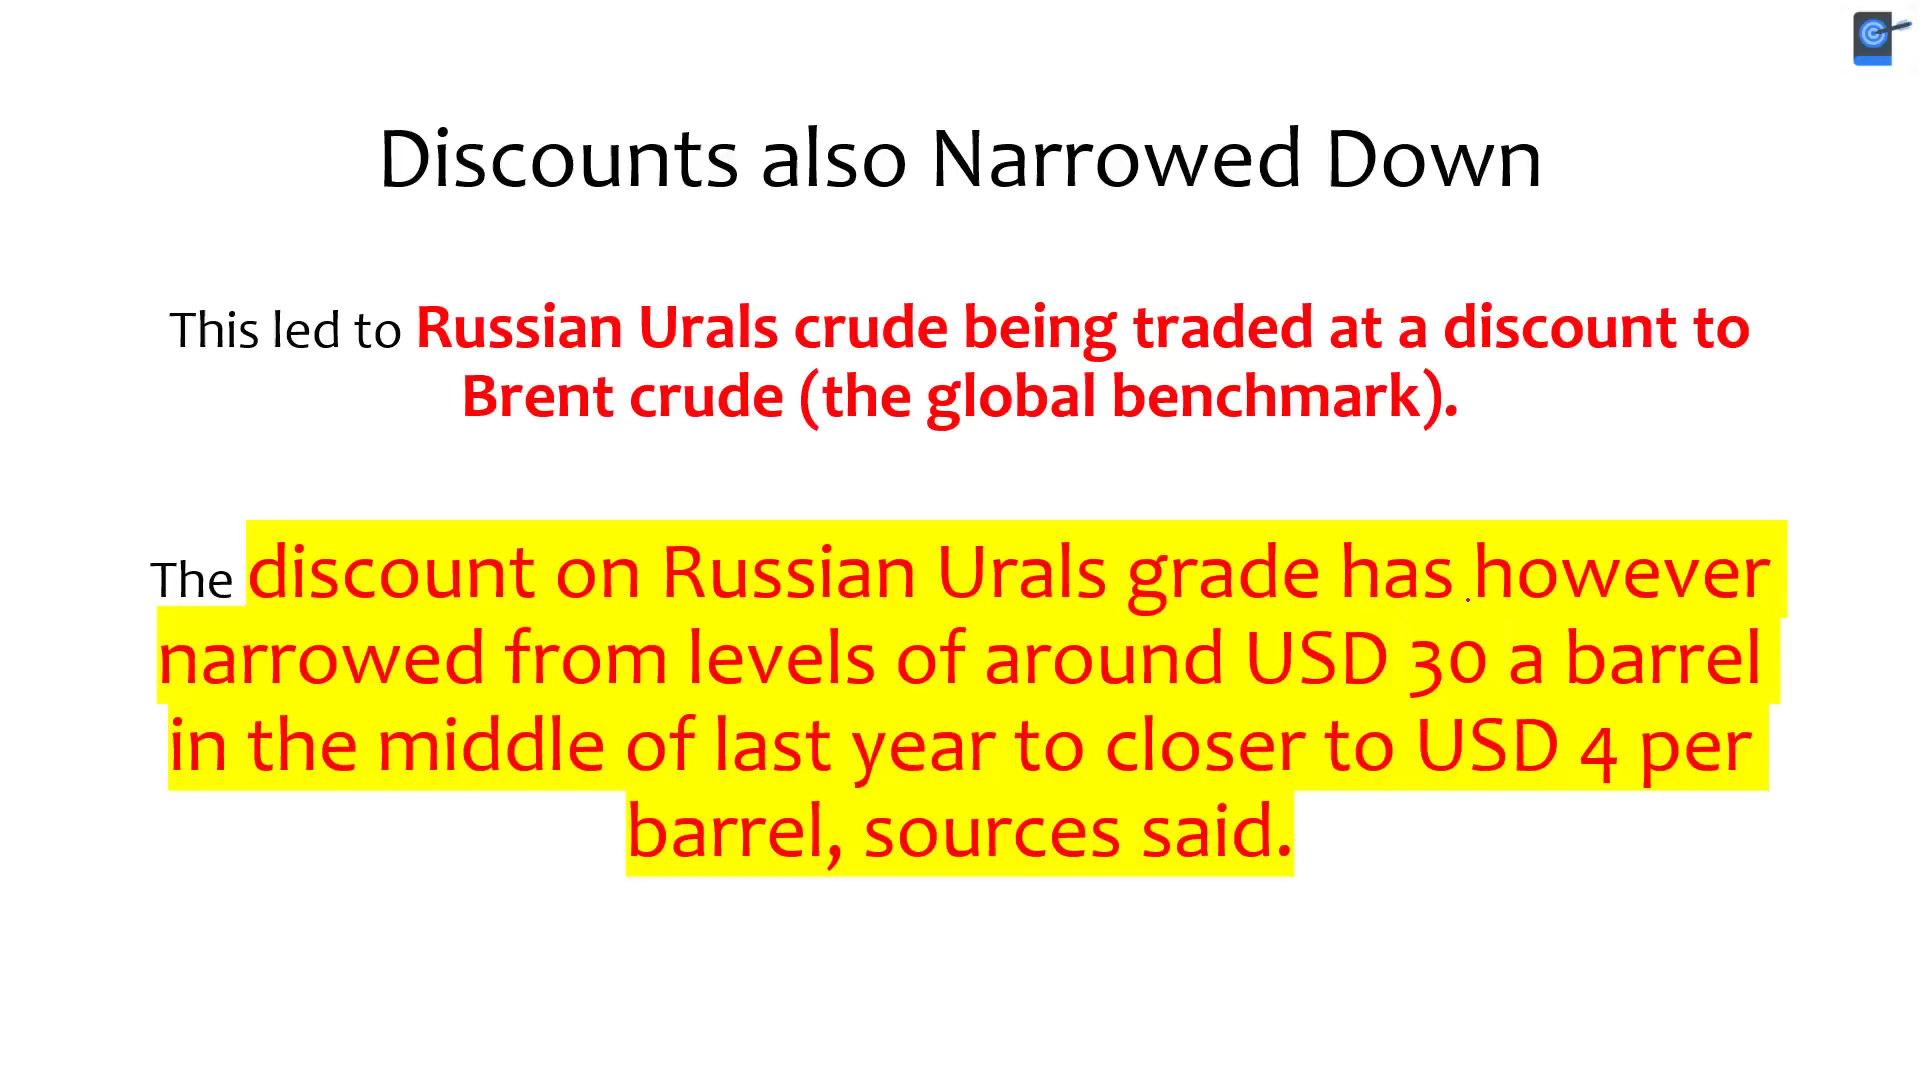 Discounts also Narrowed Down
This led to Russian Urals crude being traded at a discount to
Brent crude (the global benchmark).
The discount on Russian Urals grade has however
narrowed from levels of around USD 30 a barrel
in the middle of last year to closer to USD 4 per
barrel, sources said.